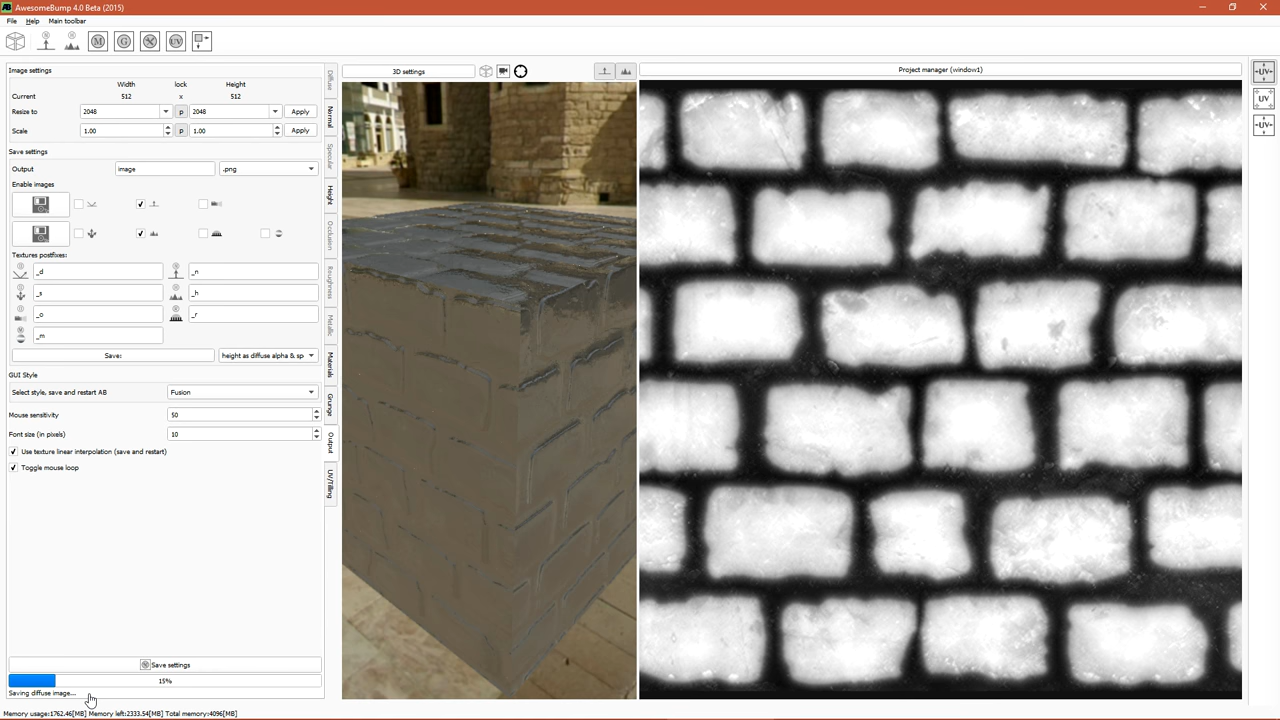 AwesomeBump 4.0 Beta (2015)
File Help Main toolbar
M G UV
Image settings
Width lock Height
Current 512 x 512
Resize to 2048 p 2048 Apply
Scale 1.00 p 1.00 Apply
Save settings
Output image .png
Enable images
Textures postfixes:
_d _n
_s _h
_o _r
_m
Save: height as diffuse alpha & sp
GUI Style
Select style, save and restart AB Fusion
Mouse sensitivity 50
Font size (in pixels) 10
Use texture linear interpolation (save and restart)
Toggle mouse loop
Save settings
15%
Saving diffuse image...
Memory usage:1762.46[MB] Memory left:2333.54[MB] Total memory:4096[MB]
Diffuse
Normal
Specular
Height
Occlusion
Roughness
Metallic
Materials
Grunge
Output
UV/Tilling
3D settings
Project manager (window1)
UV
UV
UV